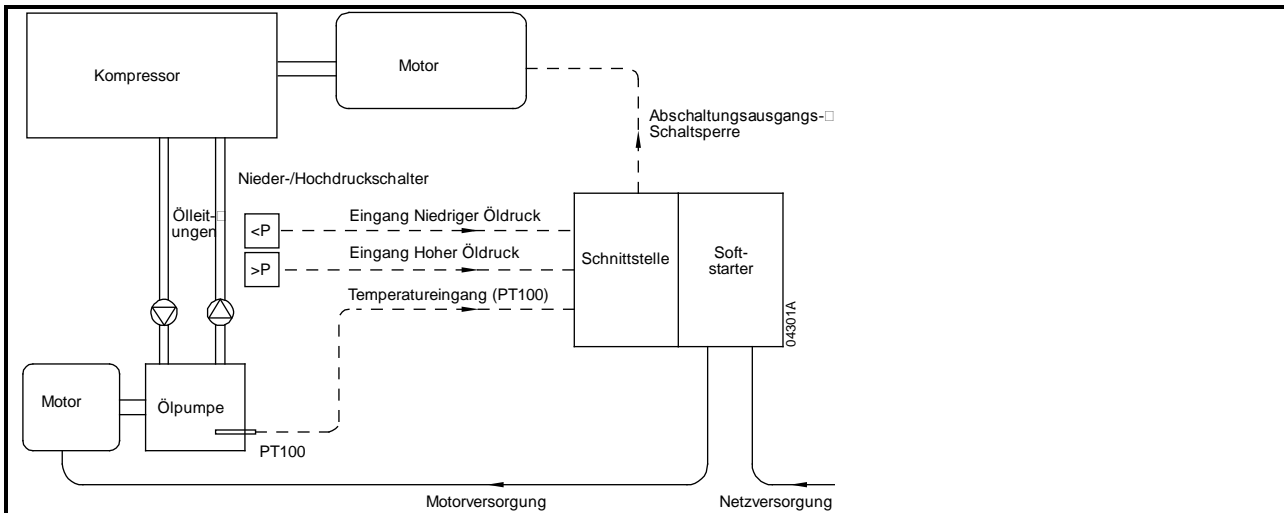 Kompressor
Motor
Abschaltungsausgangs-
Schaltsperre
Nieder-/Hochdruckschalter
Ölleit-
ungen
<P
Eingang Niedriger Öldruck
>P
Eingang Hoher Öldruck
Schnittstelle
Soft-
starter
Temperatureingang (PT100)
04301A
Motor
Ölpumpe
PT100
Motorversorgung
Netzversorgung